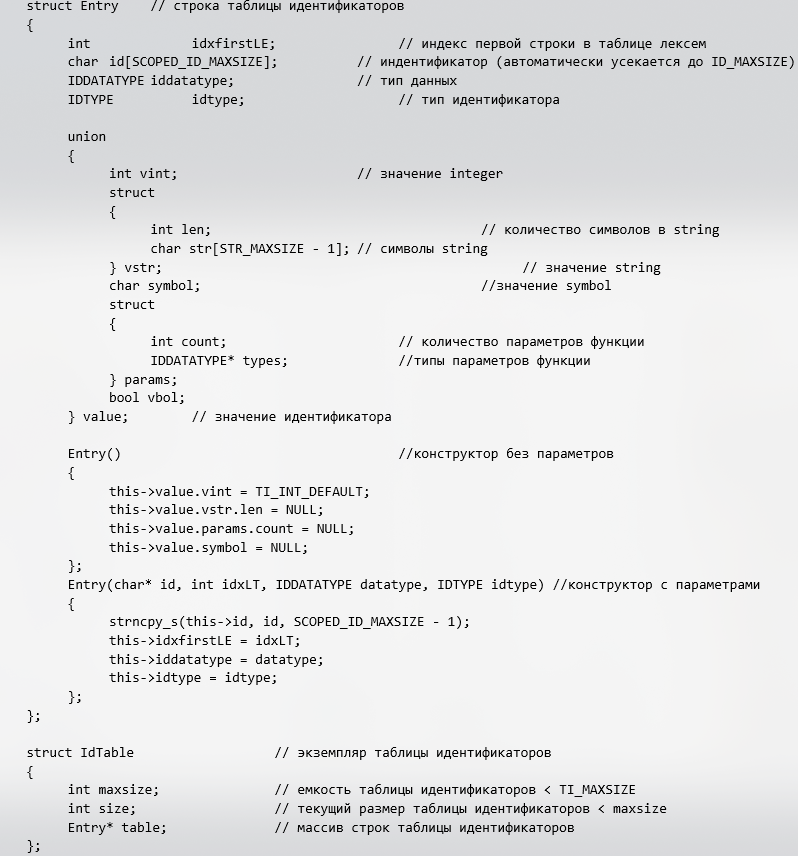 struct Entry // строка таблицы идентификаторов
{
int idxfirstLE; // индекс первой строки в таблице лексем
char id[SCOPED_ID_MAXSIZE]; // индентификатор (автоматически усекается до ID_MAXSIZE)
IDDATATYPE iddatatype; // тип данных
IDTYPE idtype; // тип идентификатора
union
{
int vint; // значение integer
struct
{
int len; // количество символов в string
char str[STR_MAXSIZE - 1]; // символы string
} vstr; // значение string
char symbol; //значение symbol
struct
{
int count; // количество параметров функции
IDDATATYPE* types; //типы параметров функции
} params;
bool vbol;
} value; // значение идентификатора
Entry() //конструктор без параметров
{
this->value.vint = TI_INT_DEFAULT;
this->value.vstr.len = NULL;
this->value.params.count = NULL;
this->value.symbol = NULL;
};
Entry(char* id, int idxLT, IDDATATYPE datatype, IDTYPE idtype) //конструктор с параметрами
{
strncpy_s(this->id, id, SCOPED_ID_MAXSIZE - 1);
this->idxfirstLE = idxLT;
this->iddatatype = datatype;
this->idtype = idtype;
};
};
struct IdTable // экземпляр таблицы идентификаторов
{
int maxsize; // емкость таблицы идентификаторов < TI_MAXSIZE
int size; // текущий размер таблицы идентификаторов < maxsize
Entry* table; // массив строк таблицы идентификаторов
};